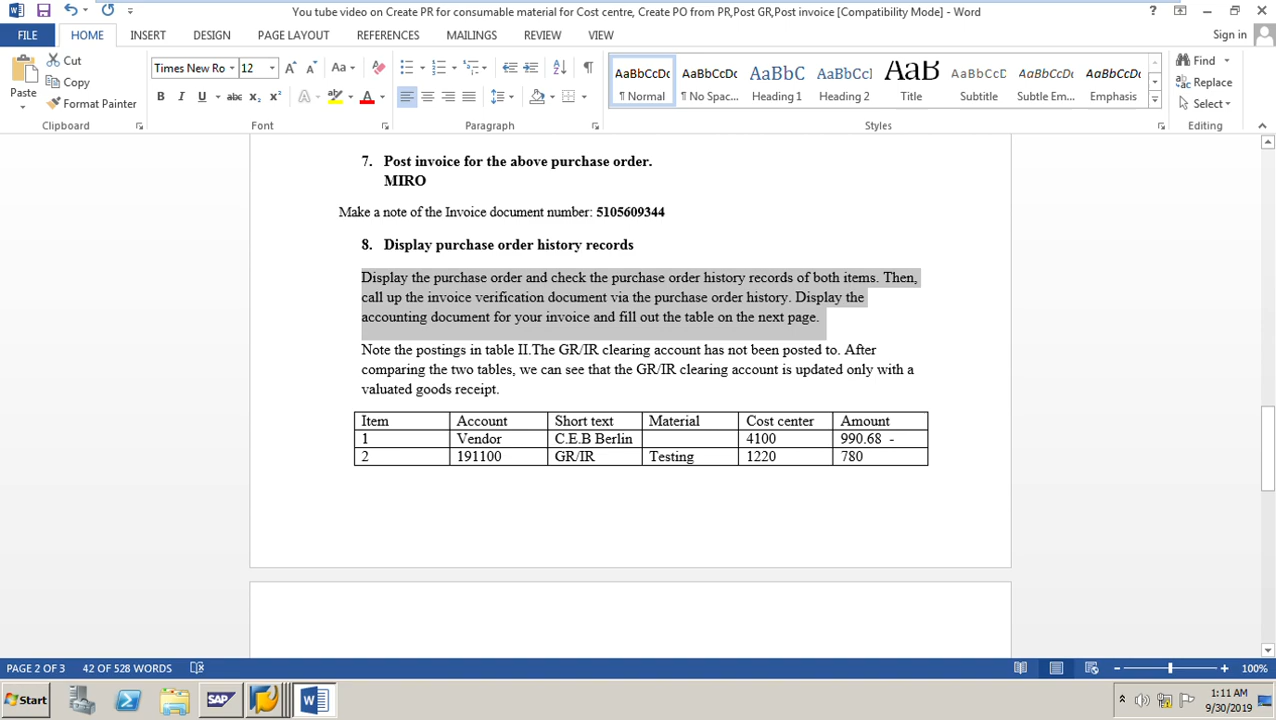 You tube video on Create PR for consumable material for Cost centre, Create PO from PR,Post GR,Post invoice [Compatibility Mode] - Word
FILE HOME INSERT DESIGN PAGE LAYOUT REFERENCES MAILINGS REVIEW VIEW Sign in
Paste Cut Copy Format Painter
Times New Ro 12
AaBbCcDc AaBbCcDc AaBbC AaBbCc AaB AaBbCcD AaBbCcDc AaBbCcDc
¶ Normal ¶ No Spac... Heading 1 Heading 2 Title Subtitle Subtle Em... Emphasis
Find Replace Select
Clipboard Font Paragraph Styles Editing
7. Post invoice for the above purchase order.
MIRO
Make a note of the Invoice document number: 5105609344
8. Display purchase order history records
Display the purchase order and check the purchase order history records of both items. Then,
call up the invoice verification document via the purchase order history. Display the
accounting document for your invoice and fill out the table on the next page.
Note the postings in table II.The GR/IR clearing account has not been posted to. After
comparing the two tables, we can see that the GR/IR clearing account is updated only with a
valuated goods receipt.
Item Account Short text Material Cost center Amount
1 Vendor C.E.B Berlin 4100 990.68 -
2 191100 GR/IR Testing 1220 780
PAGE 2 OF 3 42 OF 528 WORDS 100%
Start SAP 1:11 AM
9/30/2019